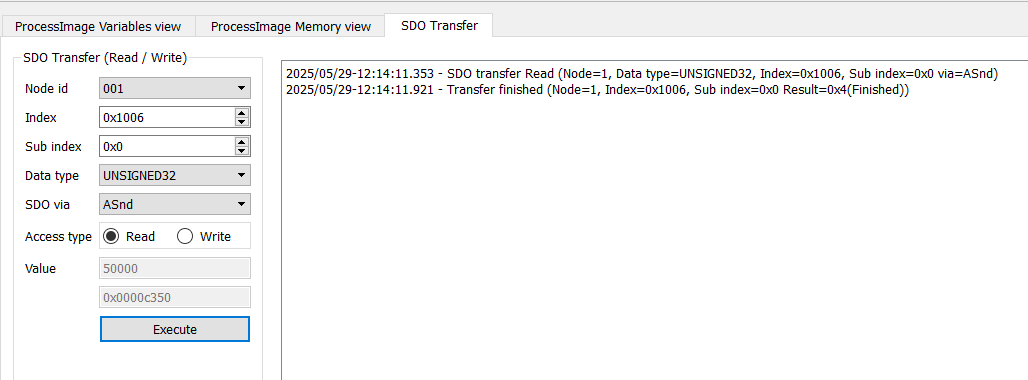 ProcessImage Variables view ProcessImage Memory view SDO Transfer
SDO Transfer (Read / Write)
Node id 001
Index 0x1006
Sub index 0x0
Data type UNSIGNED32
SDO via ASnd
Access type Read Write
Value 50000
0x0000c350
Execute
2025/05/29-12:14:11.353 - SDO transfer Read (Node=1, Data type=UNSIGNED32, Index=0x1006, Sub index=0x0 via=ASnd)
2025/05/29-12:14:11.921 - Transfer finished (Node=1, Index=0x1006, Sub index=0x0 Result=0x4(Finished))